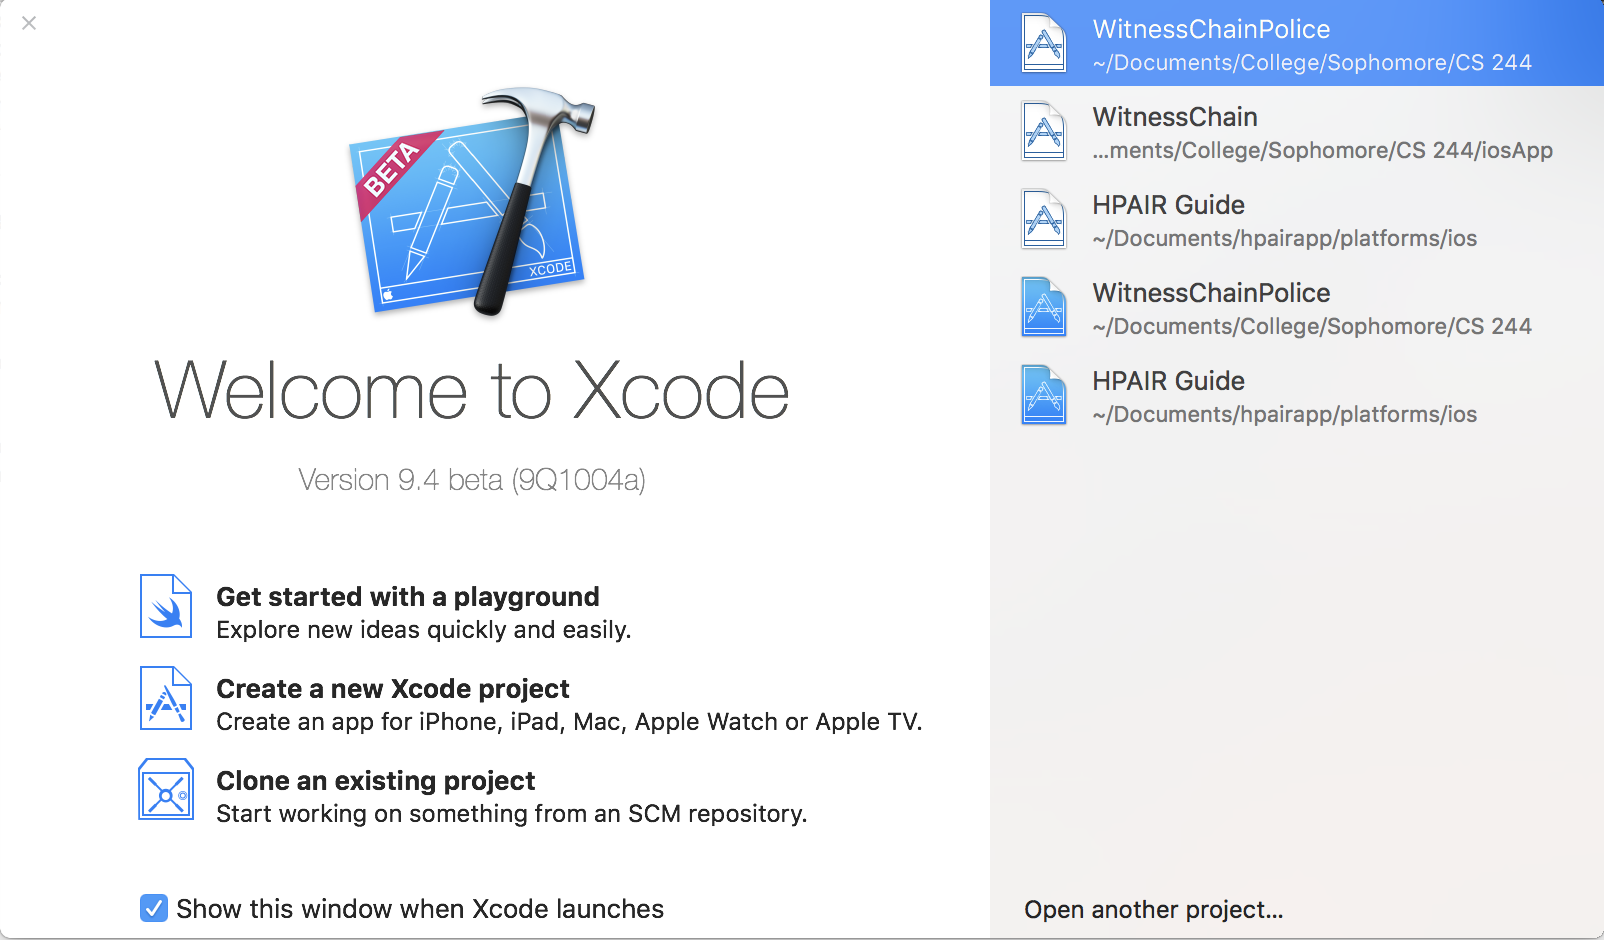 BETA
XCODE
Welcome to Xcode
Version 9.4 beta (9Q1004a)
Get started with a playground
Explore new ideas quickly and easily.
Create a new Xcode project
Create an app for iPhone, iPad, Mac, Apple Watch or Apple TV.
Clone an existing project
Start working on something from an SCM repository.
Show this window when Xcode launches
WitnessChainPolice
~/Documents/College/Sophomore/CS 244
WitnessChain
...ments/College/Sophomore/CS 244/iosApp
HPAIR Guide
~/Documents/hpairapp/platforms/ios
WitnessChainPolice
~/Documents/College/Sophomore/CS 244
HPAIR Guide
~/Documents/hpairapp/platforms/ios
Open another project...